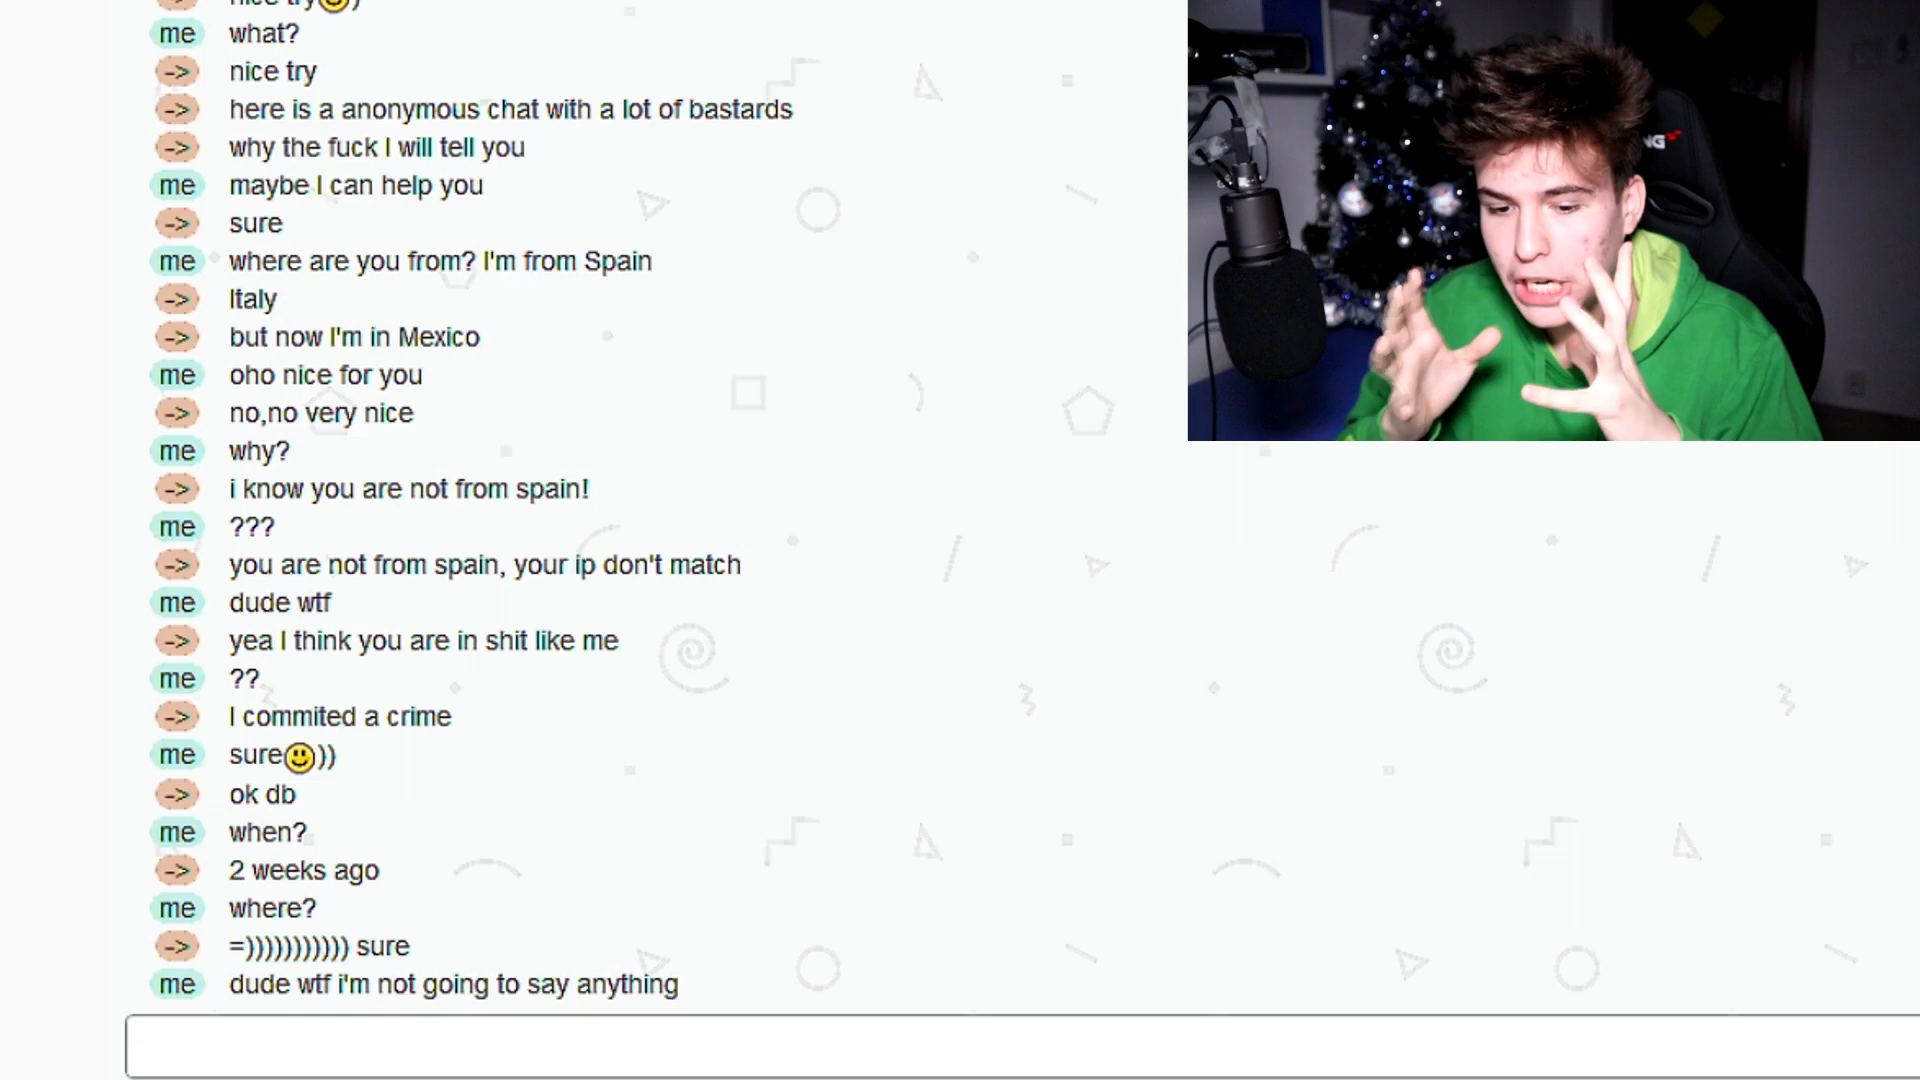 nice try
me what?
-> nice try
-> here is a anonymous chat with a lot of bastards
-> why the fuck I will tell you
me maybe I can help you
-> sure
me where are you from? I'm from Spain
-> Italy
-> but now I'm in Mexico
me oho nice for you
-> no,no very nice
me why?
-> i know you are not from spain!
me ???
-> you are not from spain, your ip don't match
me dude wtf
-> yea I think you are in shit like me
me ??
-> I commited a crime
me sure🙂))
-> ok db
me when?
-> 2 weeks ago
me where?
-> =))))))))))) sure
me dude wtf i'm not going to say anything
NG